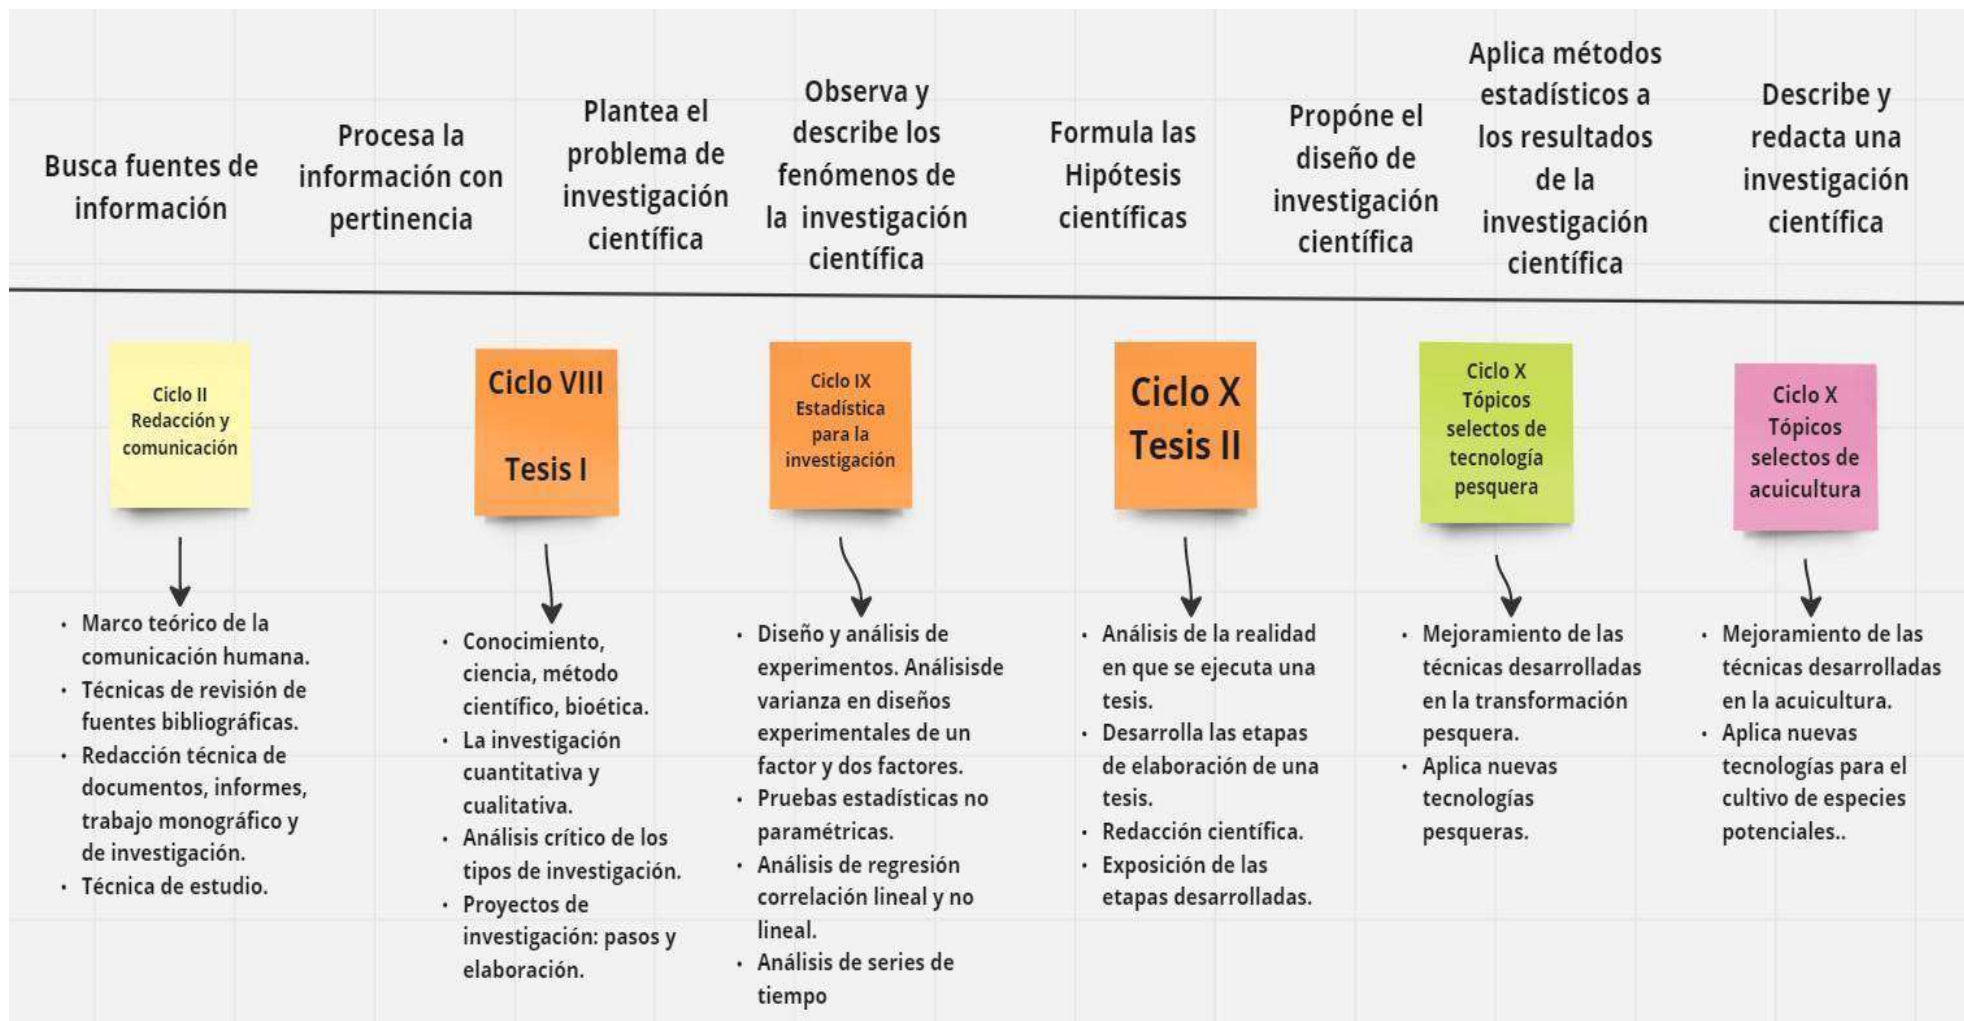 Busca fuentes de
información
Procesa la
información con
pertinencia
Plantea el
problema de
investigación
científica
Observa y
describe los
fenómenos de
la investigación
científica
Formula las
Hipótesis
científicas
Propóne el
diseño de
investigación
científica
Aplica métodos
estadísticos a
los resultados
de la
investigación
científica
Describe y
redacta una
investigación
científica
Ciclo II
Redacción y
comunicación
Ciclo VIII
Tesis I
Ciclo IX
Estadística
para la
investigación
Ciclo X
Tesis II
Ciclo X
Tópicos
selectos de
tecnología
pesquera
Ciclo X
Tópicos
selectos de
acuicultura
• Marco teórico de la
comunicación humana.
• Técnicas de revisión de
fuentes bibliográficas.
• Redacción técnica de
documentos, informes,
trabajo monográfico y
de investigación.
• Técnica de estudio.
• Conocimiento,
ciencia, método
científico, bioética.
• La investigación
cuantitativa y
cualitativa.
• Análisis crítico de los
tipos de investigación.
• Proyectos de
investigación: pasos y
elaboración.
• Diseño y análisis de
experimentos. Análisisde
varianza en diseños
experimentales de un
factor y dos factores.
• Pruebas estadísticas no
paramétricas.
• Análisis de regresión
correlación lineal y no
lineal.
• Análisis de series de
tiempo
• Análisis de la realidad
en que se ejecuta una
tesis.
• Desarrolla las etapas
de elaboración de una
tesis.
• Redacción científica.
• Exposición de las
etapas desarrolladas.
• Mejoramiento de las
técnicas desarrolladas
en la transformación
pesquera.
• Aplica nuevas
tecnologías
pesqueras.
• Mejoramiento de las
técnicas desarrolladas
en la acuicultura.
• Aplica nuevas
tecnologías para el
cultivo de especies
potenciales..